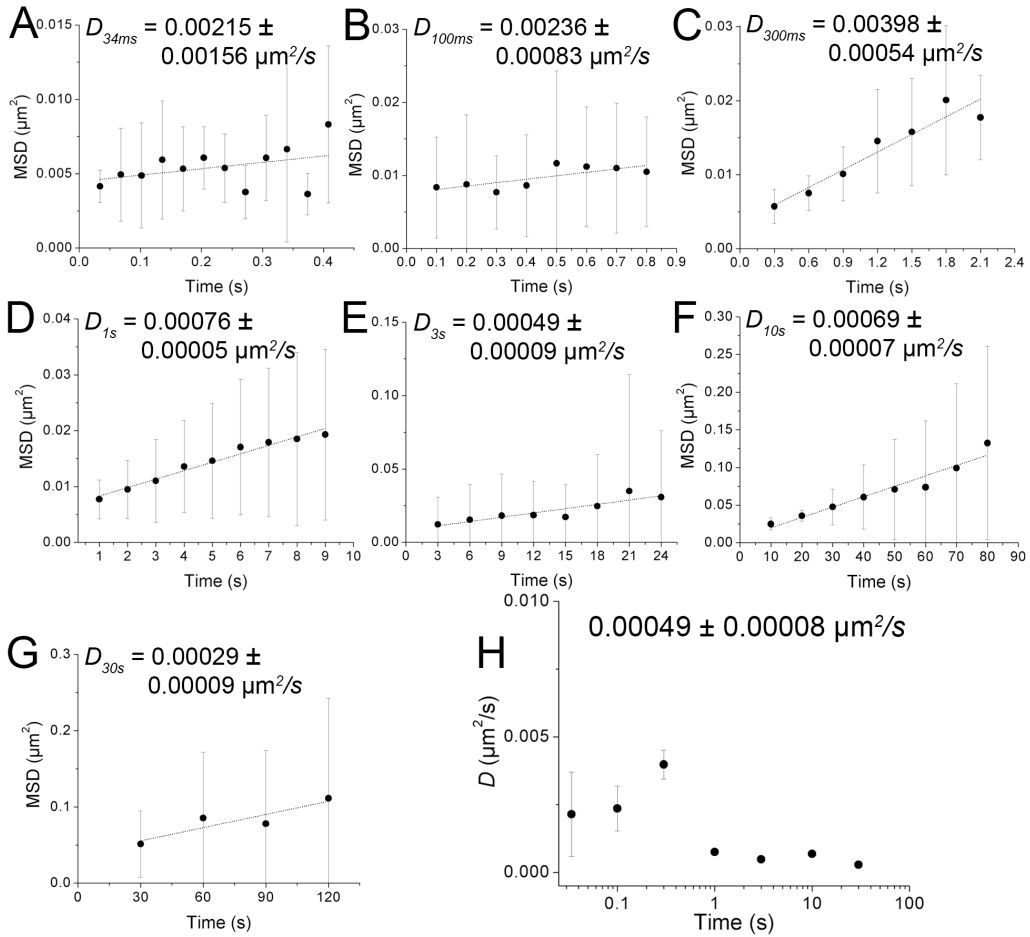 A
D34ms = 0.00215 ±
0.00156 µm²/s
MSD (µm²)
0.015
0.010
0.005
0.000
0.0 0.1 0.2 0.3 0.4
Time (s)
B
D100ms = 0.00236 ±
0.00083 µm²/s
MSD (µm²)
0.03
0.02
0.01
0.00
0.0 0.1 0.2 0.3 0.4 0.5 0.6 0.7 0.8 0.9
Time (s)
C
D300ms = 0.00398 ±
0.00054 µm²/s
MSD (µm²)
0.03
0.02
0.01
0.00
0.0 0.3 0.6 0.9 1.2 1.5 1.8 2.1 2.4
Time (s)
D
D1s = 0.00076 ±
0.00005 µm²/s
MSD (µm²)
0.04
0.03
0.02
0.01
0.00
1 2 3 4 5 6 7 8 9 10
Time (s)
E
D3s = 0.00049 ±
0.00009 µm²/s
MSD (µm²)
0.15
0.10
0.05
0.00
0 3 6 9 12 15 18 21 24
Time (s)
F
D10s = 0.00069 ±
0.00007 µm²/s
MSD (µm²)
0.30
0.25
0.20
0.15
0.10
0.05
0.00
0 10 20 30 40 50 60 70 80 90
Time (s)
G
D30s = 0.00029 ±
0.00009 µm²/s
MSD (µm²)
0.3
0.2
0.1
0.0
30 60 90 120
Time (s)
H
0.00049 ± 0.00008 µm²/s
D (µm²/s)
0.010
0.005
0.000
0.1 1 10 100
Time (s)